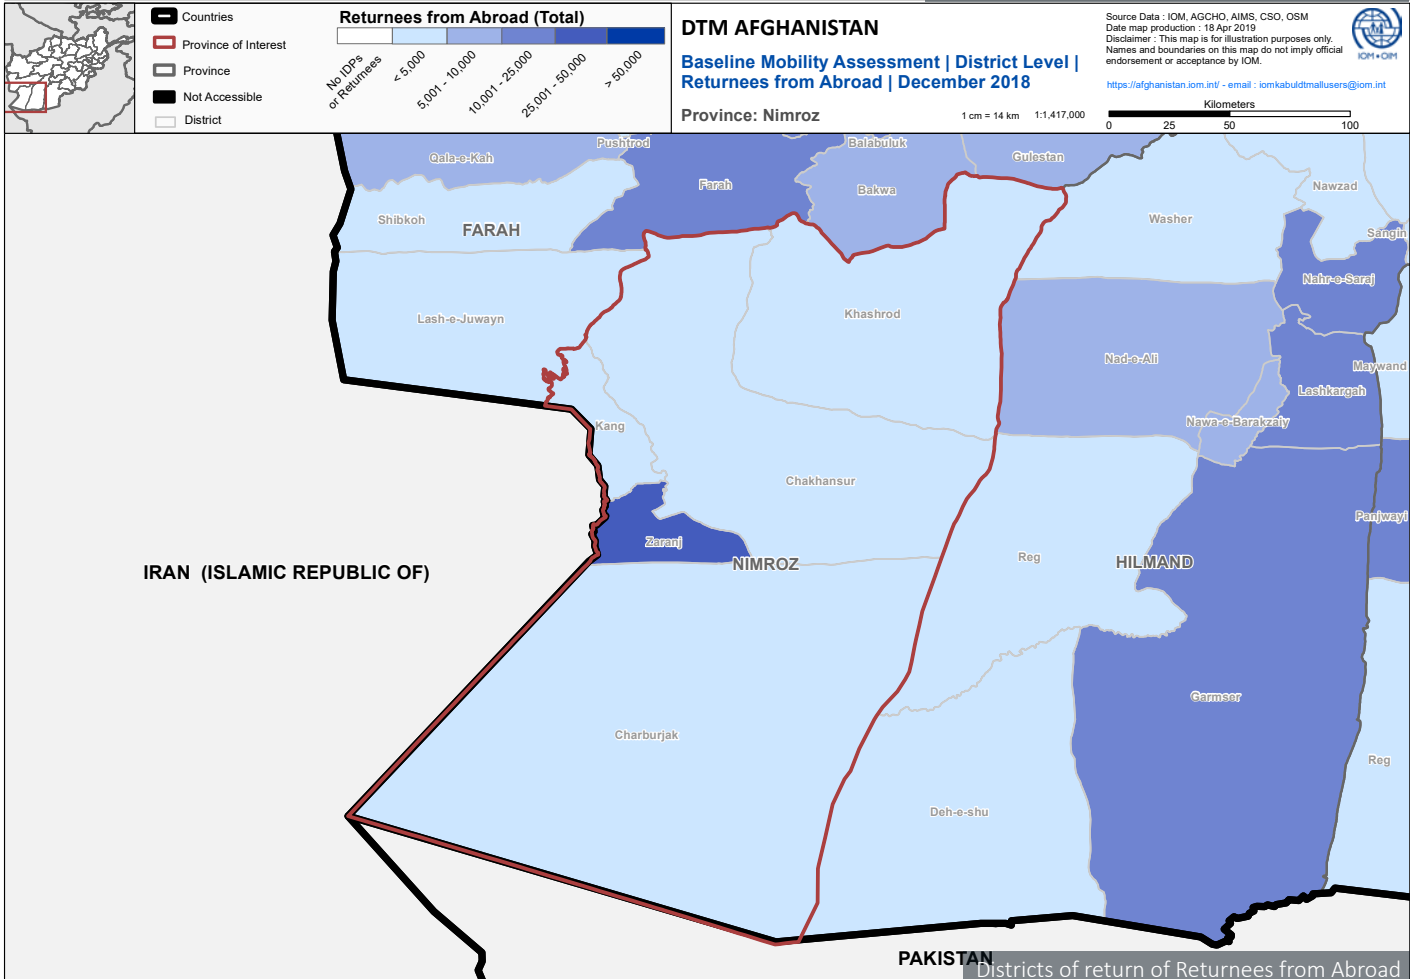 Countries
Province of Interest
Province
Not Accessible
District
Returnees from Abroad (Total)
No IDPs
or Returnees
< 5,000
5,001 - 10,000
10,001 - 25,000
25,001 - 50,000
> 50,000
DTM AFGHANISTAN
Baseline Mobility Assessment | District Level |
Returnees from Abroad | December 2018
Province: Nimroz
1 cm = 14 km
1:1,417,000
Source Data : IOM, AGCHO, AIMS, CSO, OSM
Date map production : 18 Apr 2019
Disclaimer : This map is for illustration purposes only.
Names and boundaries on this map do not imply official
endorsement or acceptance by IOM.
IOM • OIM
https://afghanistan.iom.int/ - email : iomkabuldtmallusers@iom.int
Kilometers
0 25 50 100
Pushtrod
Balabuluk
Qala-e-Kah
Gulestan
Farah
Bakwa
Nawzad
Shibkoh
Washer
FARAH
Sangin
Nahr-e-Saraj
Khashrod
Lash-e-Juwayn
Nad-e-Ali
Maywand
Lashkargah
Kang
Nawa-e-Barakzaiy
Chakhansur
Panjwayi
Zaranj
Reg
NIMROZ
HILMAND
IRAN (ISLAMIC REPUBLIC OF)
Garmser
Charburjak
Reg
Deh-e-shu
PAKISTAN
Districts of return of Returnees from Abroad